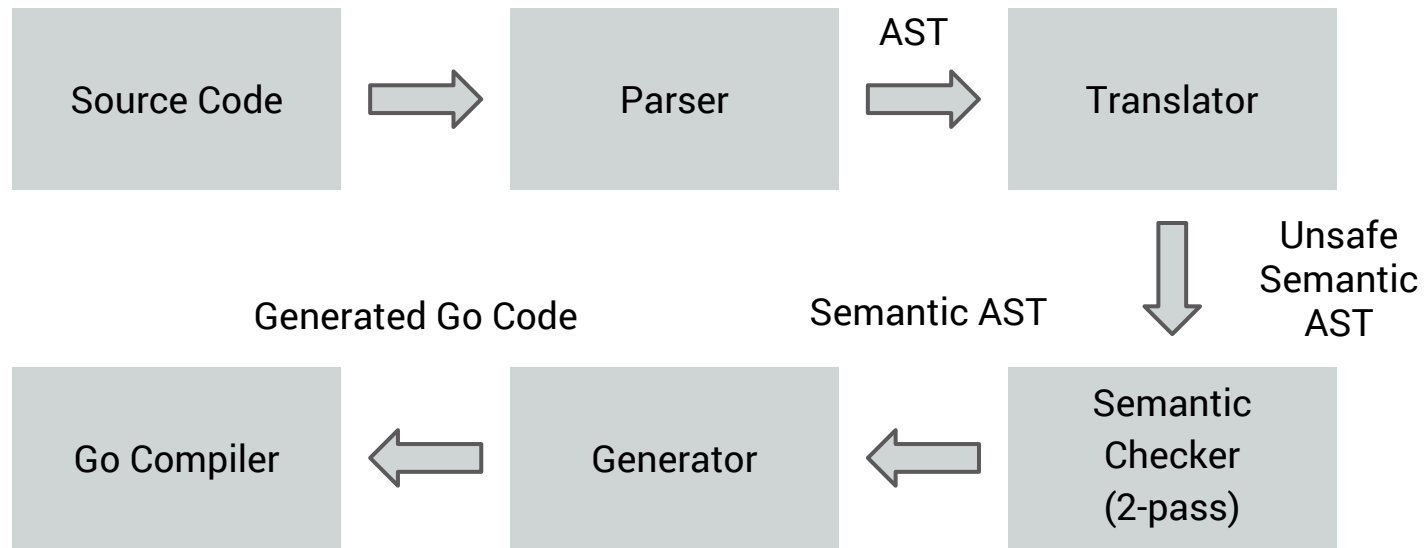 Source Code
Parser
AST
Translator
Unsafe
Semantic
AST
Semantic AST
Generated Go Code
Semantic
Checker
(2-pass)
Generator
Go Compiler